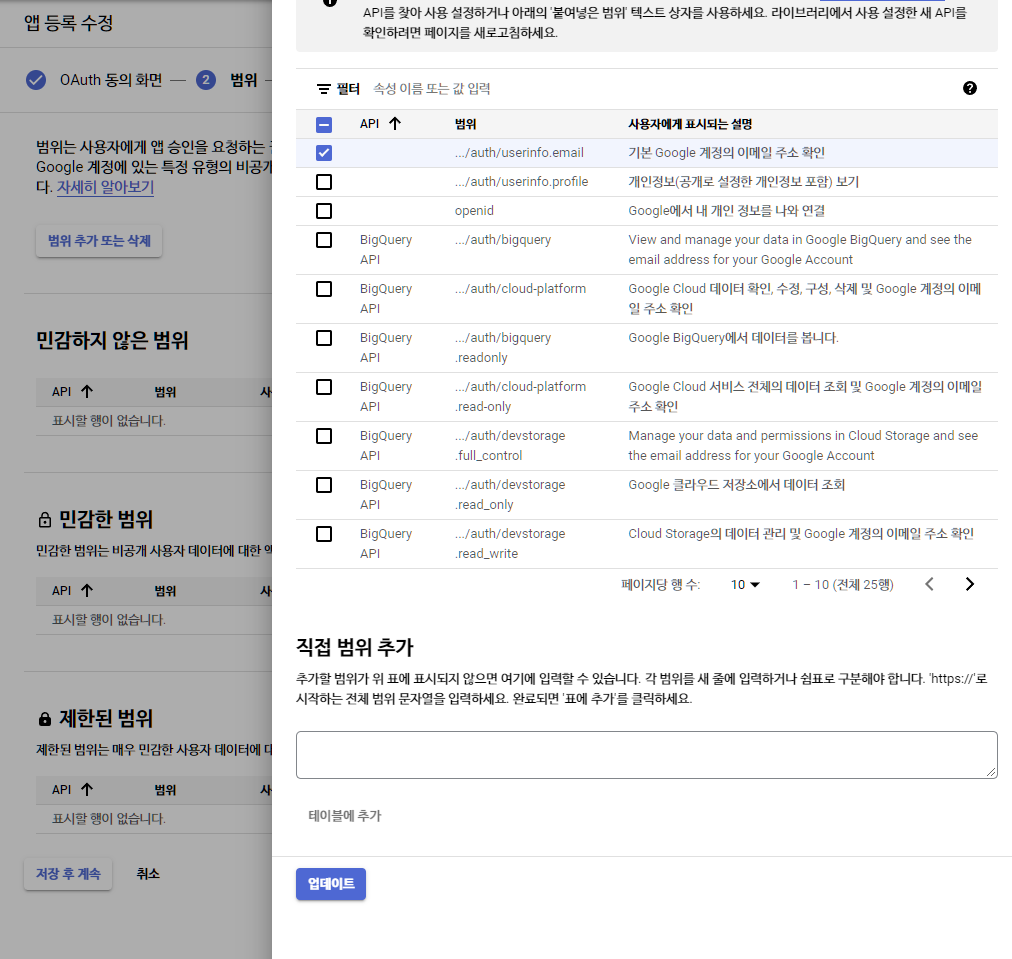 앱 등록 수정
OAuth 동의 화면
2
범위
범위는 사용자에게 앱 승인을 요청하는
Google 계정에 있는 특정 유형의 비공개
다. 자세히 알아보기
범위 추가 또는 삭제
민감하지 않은 범위
API 범위
표시할 행이 없습니다.
민감한 범위
민감한 범위는 비공개 사용자 데이터에 대한
API 범위
표시할 행이 없습니다.
제한된 범위
제한된 범위는 매우 민감한 사용자 데이터에
API 범위
표시할 행이 없습니다.
저장 후 계속 취소
API를 찾아 사용 설정하거나 아래의 '붙여넣은 범위' 텍스트 상자를 사용하세요. 라이브러리에서 사용 설정한 새 API를
확인하려면 페이지를 새로고침하세요.
필터 속성 이름 또는 값 입력
API 범위 사용자에게 표시되는 설명
.../auth/userinfo.email 기본 Google 계정의 이메일 주소 확인
.../auth/userinfo.profile 개인정보(공개로 설정한 개인정보 포함) 보기
openid Google에서 내 개인 정보를 나와 연결
BigQuery .../auth/bigquery View and manage your data in Google BigQuery and see the
API email address for your Google Account
BigQuery .../auth/cloud-platform Google Cloud 데이터 확인, 수정, 구성, 삭제 및 Google 계정의 이메
API 일 주소 확인
BigQuery .../auth/bigquery Google BigQuery에서 데이터를 봅니다.
API .readonly
BigQuery .../auth/cloud-platform Google Cloud 서비스 전체의 데이터 조회 및 Google 계정의 이메일
API .read-only 주소 확인
BigQuery .../auth/devstorage Manage your data and permissions in Cloud Storage and see
API .full_control the email address for your Google Account
BigQuery .../auth/devstorage Google 클라우드 저장소에서 데이터 조회
API .read_only
BigQuery .../auth/devstorage Cloud Storage의 데이터 관리 및 Google 계정의 이메일 주소 확인
API .read_write
페이지당 행 수: 10 1 – 10 (전체 25행)
직접 범위 추가
추가할 범위가 위 표에 표시되지 않으면 여기에 입력할 수 있습니다. 각 범위를 새 줄에 입력하거나 쉼표로 구분해야 합니다. 'https://'로
시작하는 전체 범위 문자열을 입력하세요. 완료되면 '표에 추가'를 클릭하세요.
테이블에 추가
업데이트